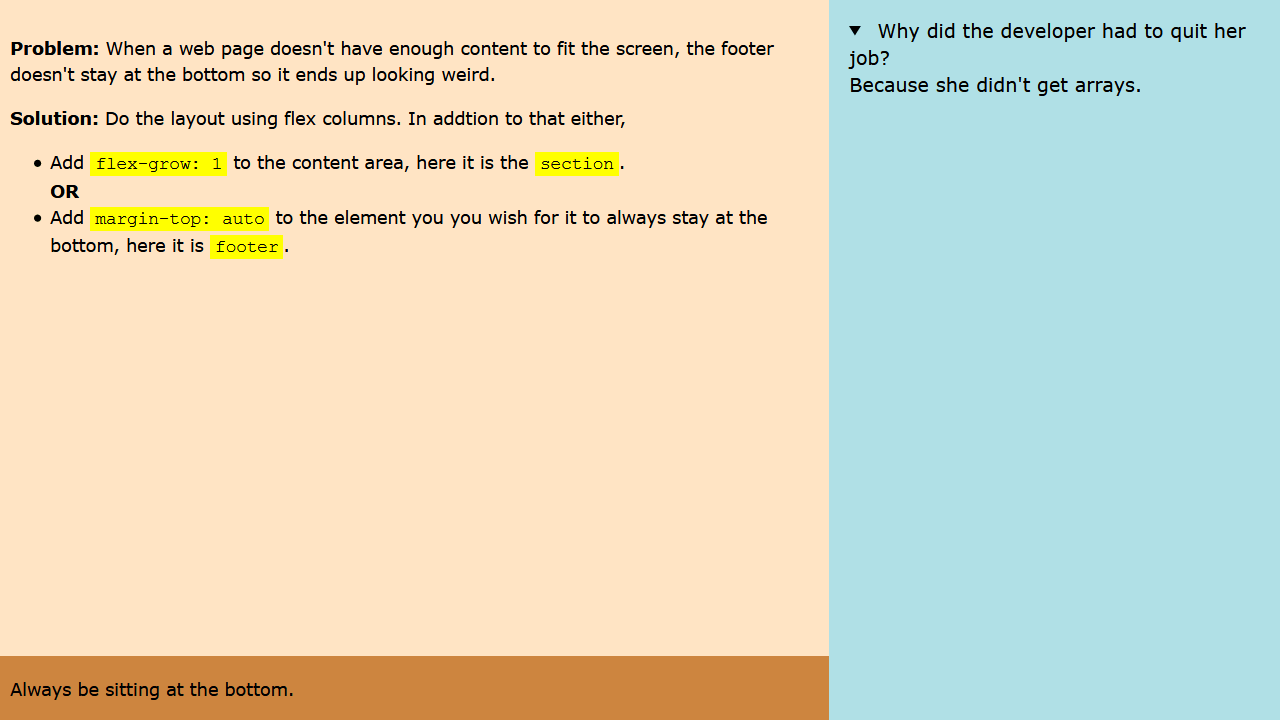 Problem: When a web page doesn't have enough content to fit the screen, the footer
doesn't stay at the bottom so it ends up looking weird.
Solution: Do the layout using flex columns. In addtion to that either,
• Add flex-grow: 1 to the content area, here it is the section.
OR
• Add margin-top: auto to the element you you wish for it to always stay at the
bottom, here it is footer.
Always be sitting at the bottom.
▼ Why did the developer had to quit her
job?
Because she didn't get arrays.